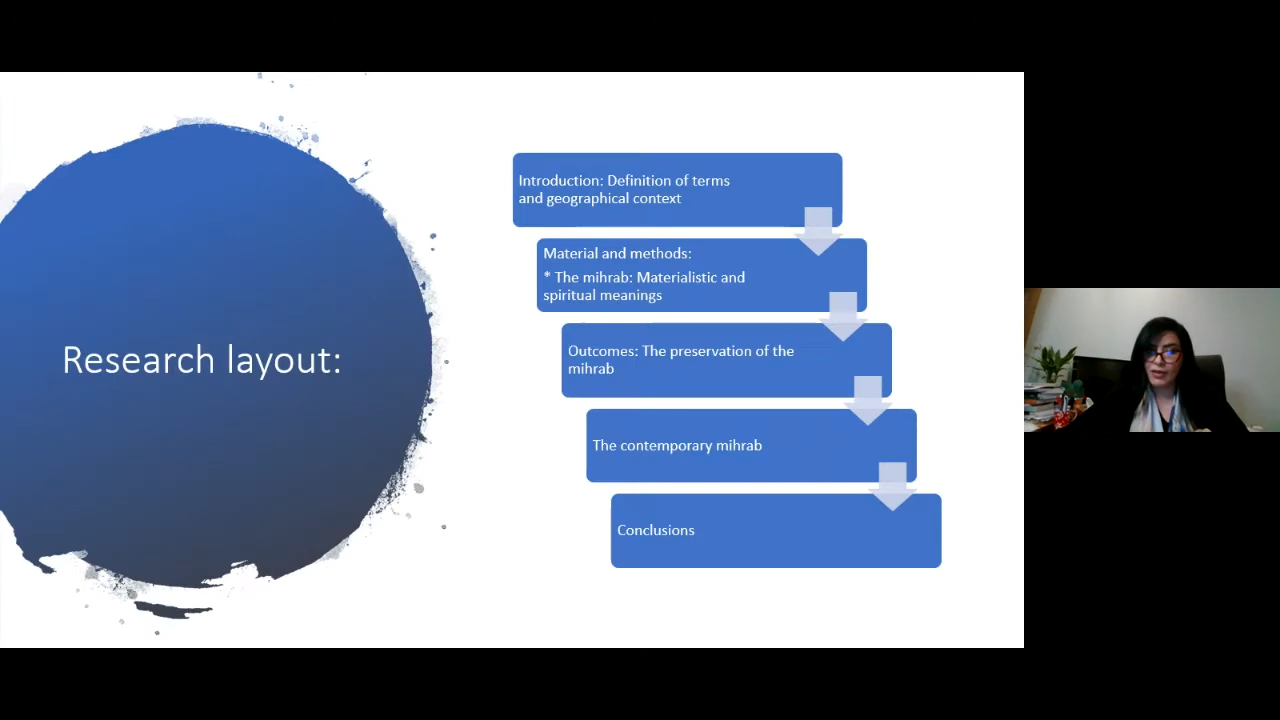 Research layout:
Introduction: Definition of terms
and geographical context
Material and methods:
* The mihrab: Materialistic and
spiritual meanings
Outcomes: The preservation of the
mihrab
The contemporary mihrab
Conclusions